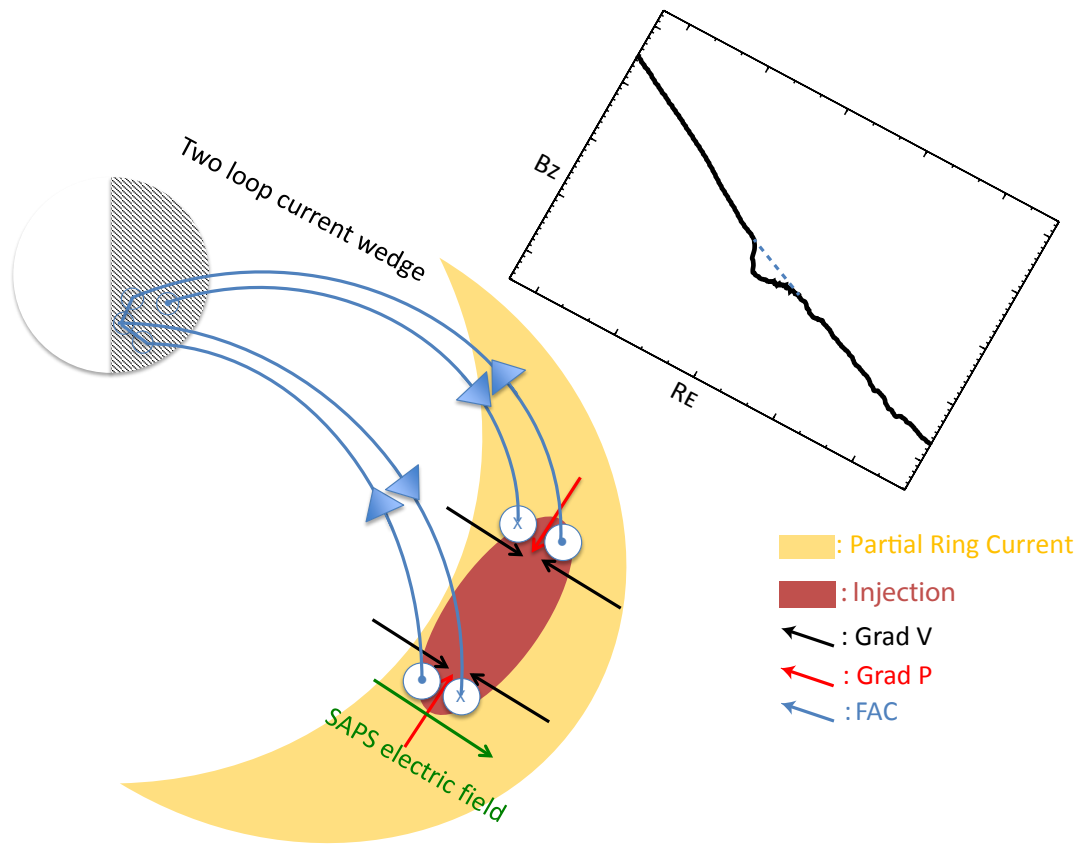 Two loop current wedge
Bz
RE
X
X
SAPS electric field
: Partial Ring Current
: Injection
: Grad V
: Grad P
: FAC